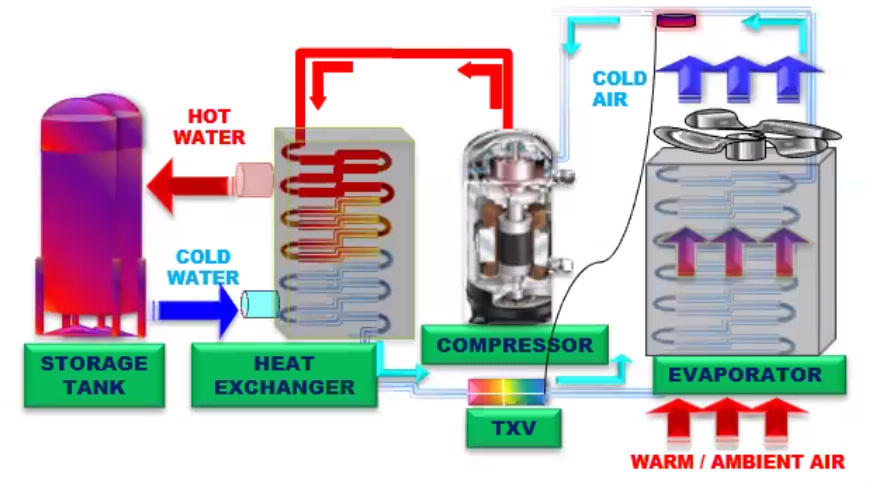 COLD
AIR
HOT
WATER
COLD
WATER
STORAGE
TANK
HEAT
EXCHANGER
COMPRESSOR
EVAPORATOR
TXV
WARM / AMBIENT AIR